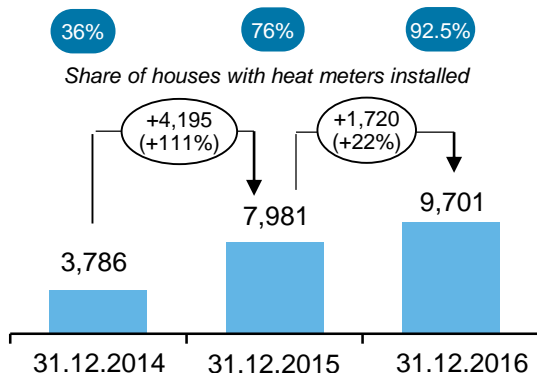 36% 76% 92.5%
Share of houses with heat meters installed
+4,195 +1,720
(+111%) (+22%)
9,701
7,981
3,786
31.12.2014 31.12.2015 31.12.2016